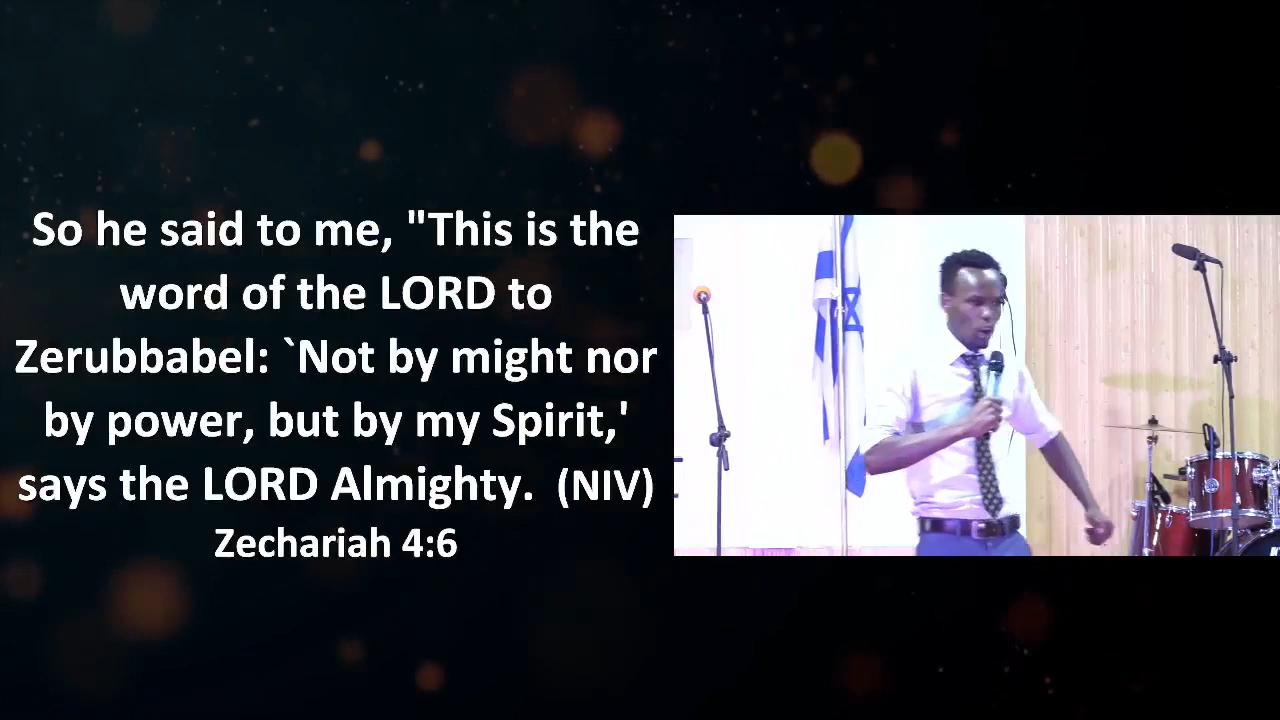 So he said to me, "This is the
word of the LORD to
Zerubbabel: `Not by might nor
by power, but by my Spirit,'
says the LORD Almighty.  (NIV)
Zechariah 4:6